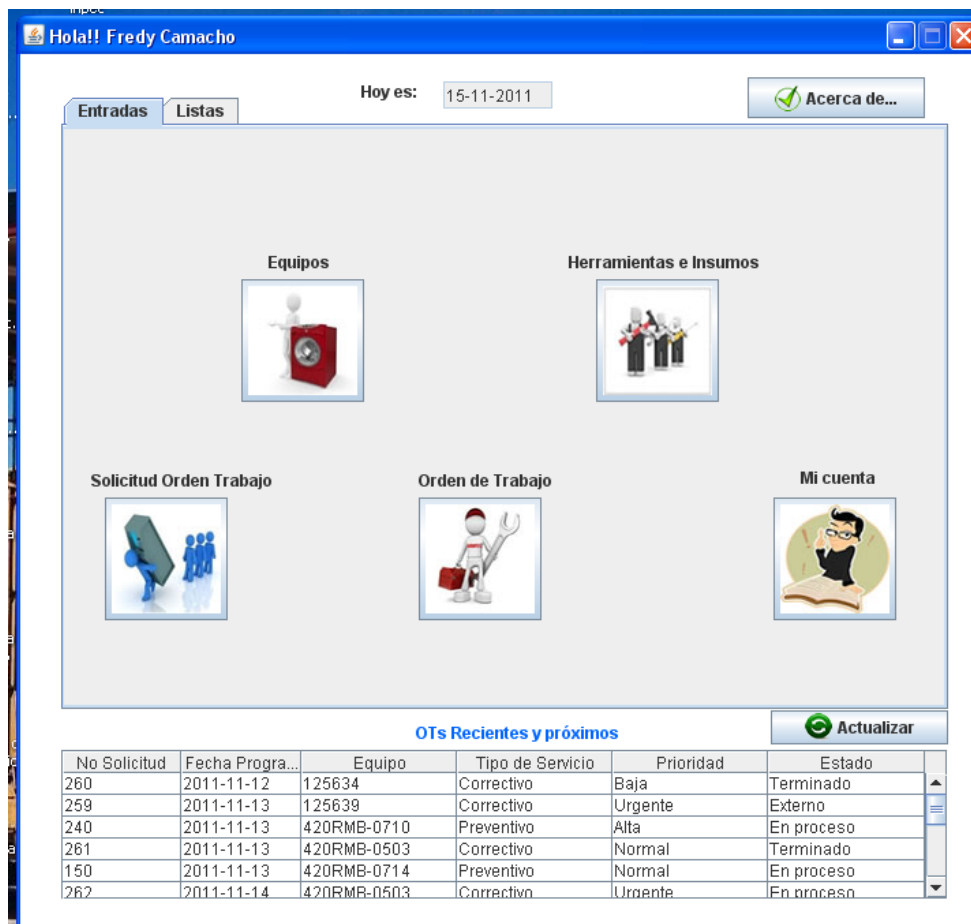 Hola!! Fredy Camacho
Hoy es: 15-11-2011 Acerca de...
Entradas Listas
Equipos Herramientas e Insumos
Solicitud Orden Trabajo Orden de Trabajo Mi cuenta
OTs Recientes y próximos Actualizar
No Solicitud Fecha Progra... Equipo Tipo de Servicio Prioridad Estado
260 2011-11-12 125634 Correctivo Baja Terminado
259 2011-11-13 125639 Correctivo Urgente Externo
240 2011-11-13 420RMB-0710 Preventivo Alta En proceso
261 2011-11-13 420RMB-0503 Correctivo Normal Terminado
150 2011-11-13 420RMB-0714 Preventivo Normal En proceso
262 2011-11-14 420RMB-0503 Correctivo Urgente En proceso